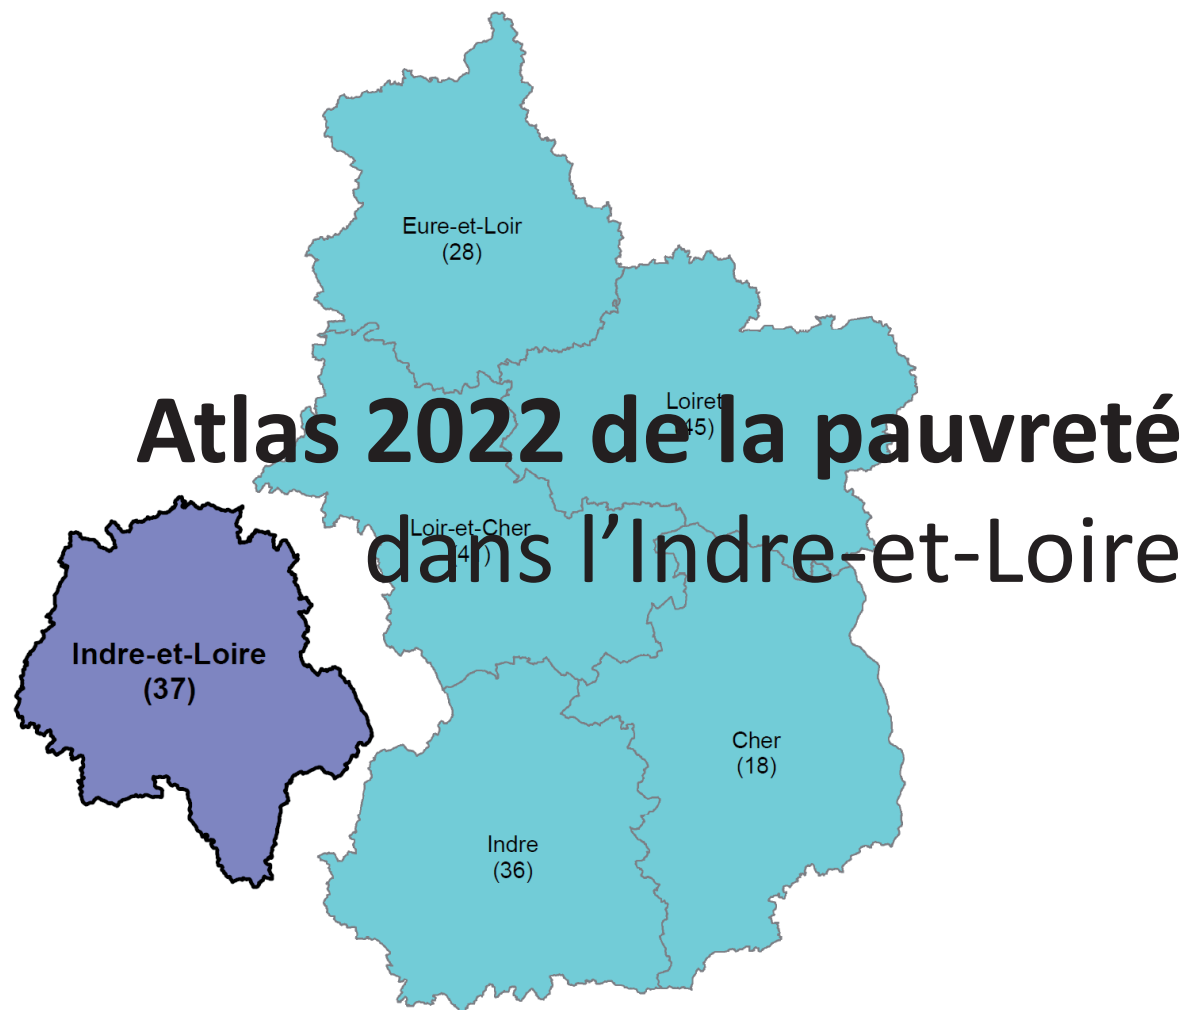 Eure-et-Loir
(28)
Loiret
45)
Atlas 2022 de la pauvreté
Loir-et-Cher
dans l’Indre-et-Loire
Indre-et-Loire
(37)
Cher
(18)
Indre
(36)